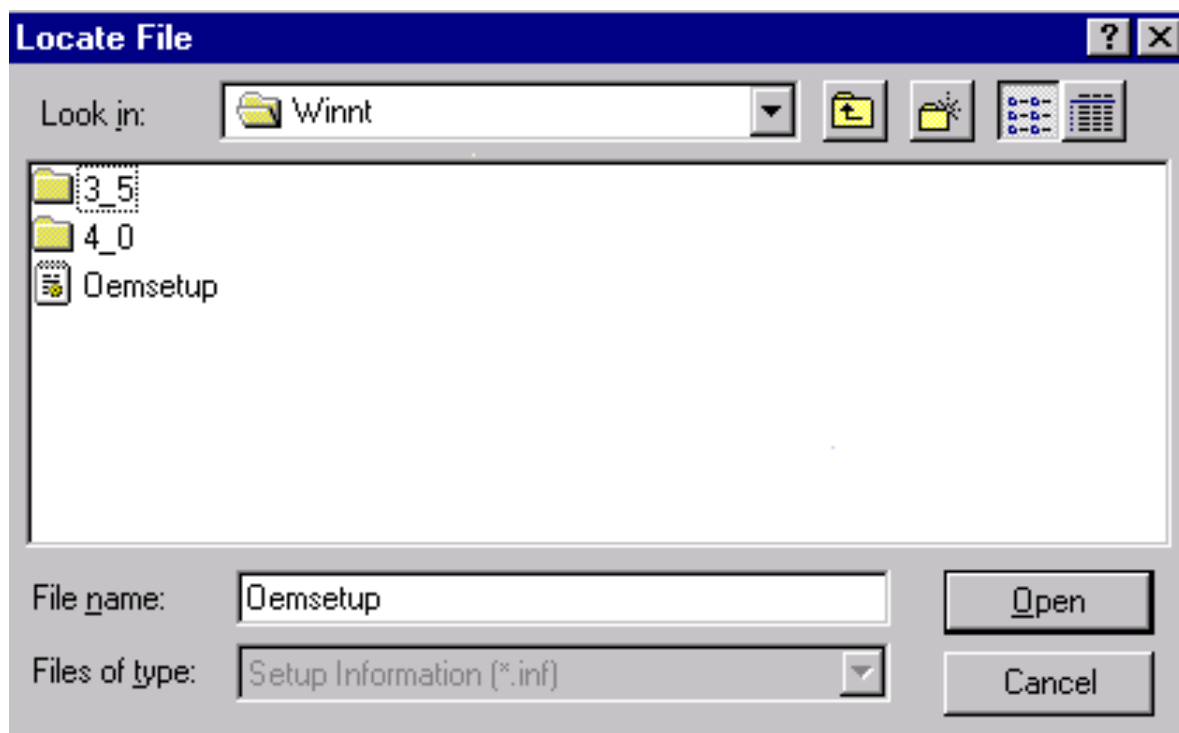 Locate File
Look in: Winnt
3_5
4_0
Oemsetup
File name: Oemsetup
Open
Files of type: Setup Information (*.inf)
Cancel